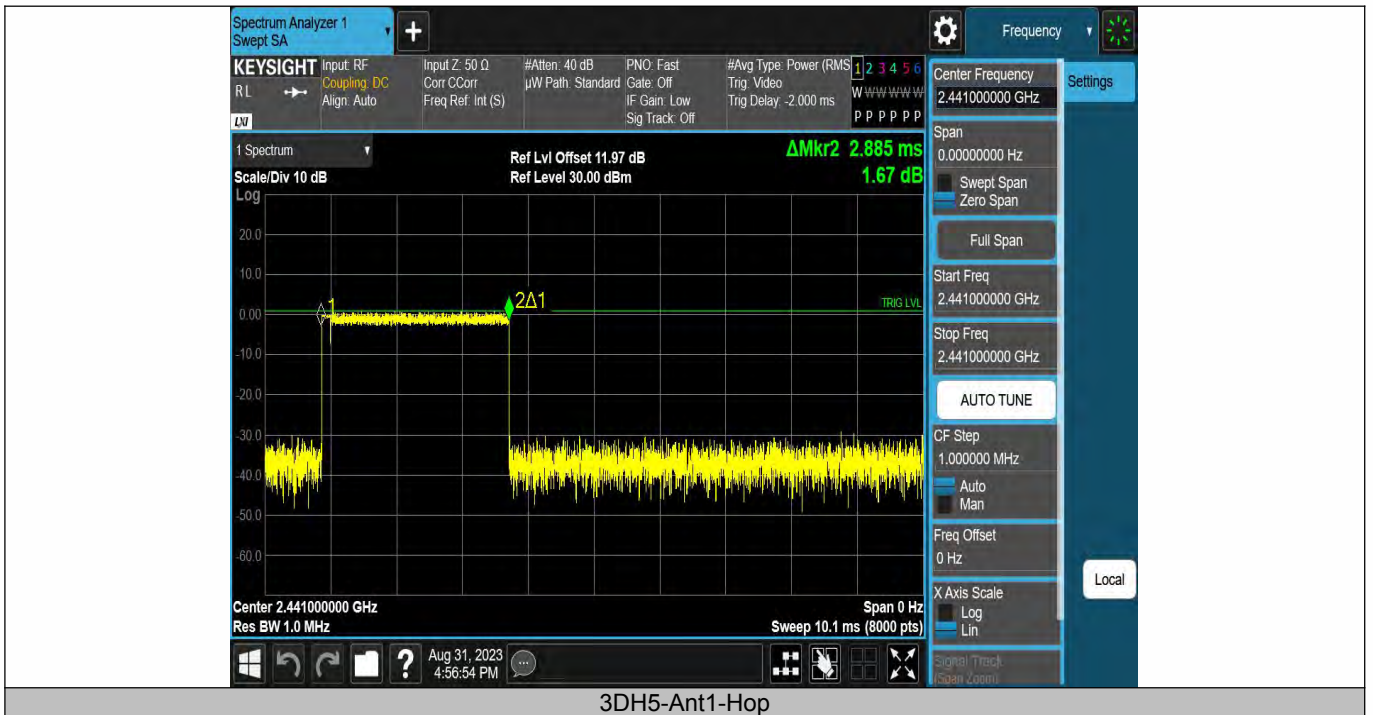 Spectrum Analyzer 1
Swept SA
+
Frequency
KEYSIGHT
RL
LXI
Input: RF
Coupling: DC
Align: Auto
Input Z: 50 Ω
Corr CCorr
Freq Ref: Int (S)
#Atten: 40 dB
µW Path: Standard
PNO: Fast
Gate: Off
IF Gain: Low
Sig Track: Off
#Avg Type: Power (RMS
Trig: Video
Trig Delay: -2.000 ms
1 2 3 4 5 6
W W W W W W
P P P P P P
1 Spectrum
Scale/Div 10 dB
Ref Lvl Offset 11.97 dB
Ref Level 30.00 dBm
ΔMkr2 2.885 ms
1.67 dB
Log
20.0
10.0
0.00
-10.0
-20.0
-30.0
-40.0
-50.0
-60.0
1
2Δ1
TRIG LVL
Center 2.441000000 GHz
Res BW 1.0 MHz
Span 0 Hz
Sweep 10.1 ms (8000 pts)
Center Frequency
2.441000000 GHz
Settings
Span
0.00000000 Hz
Swept Span
Zero Span
Full Span
Start Freq
2.441000000 GHz
Stop Freq
2.441000000 GHz
AUTO TUNE
CF Step
1.000000 MHz
Auto
Man
Freq Offset
0 Hz
X Axis Scale
Log
Lin
Signal Track
(Span Zoom)
Local
?
Aug 31, 2023
4:56:54 PM
3DH5-Ant1-Hop